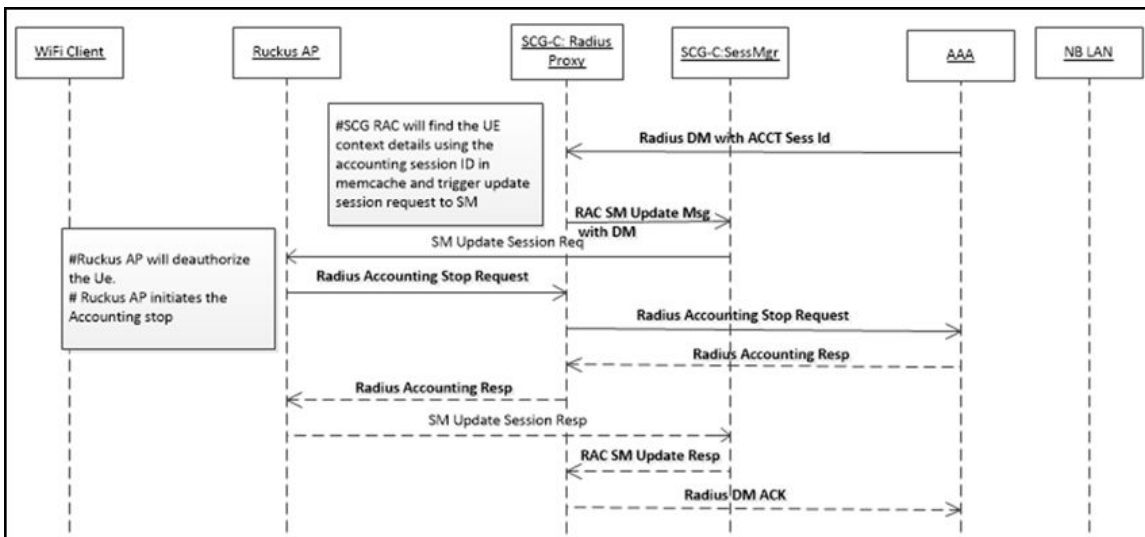 WiFi Client
Ruckus AP
SCG-C: Radius
Proxy
SCG-C:SessMgr
AAA
NB LAN
#SCG RAC will find the UE
context details using the
accounting session ID in
memcache and trigger update
session request to SM
Radius DM with ACCT Sess Id
RAC SM Update Msg
with DM
SM Update Session Req
#Ruckus AP will deauthorize
the Ue.
# Ruckus AP initiates the
Accounting stop
Radius Accounting Stop Request
Radius Accounting Stop Request
Radius Accounting Resp
Radius Accounting Resp
SM Update Session Resp
RAC SM Update Resp
Radius DM ACK